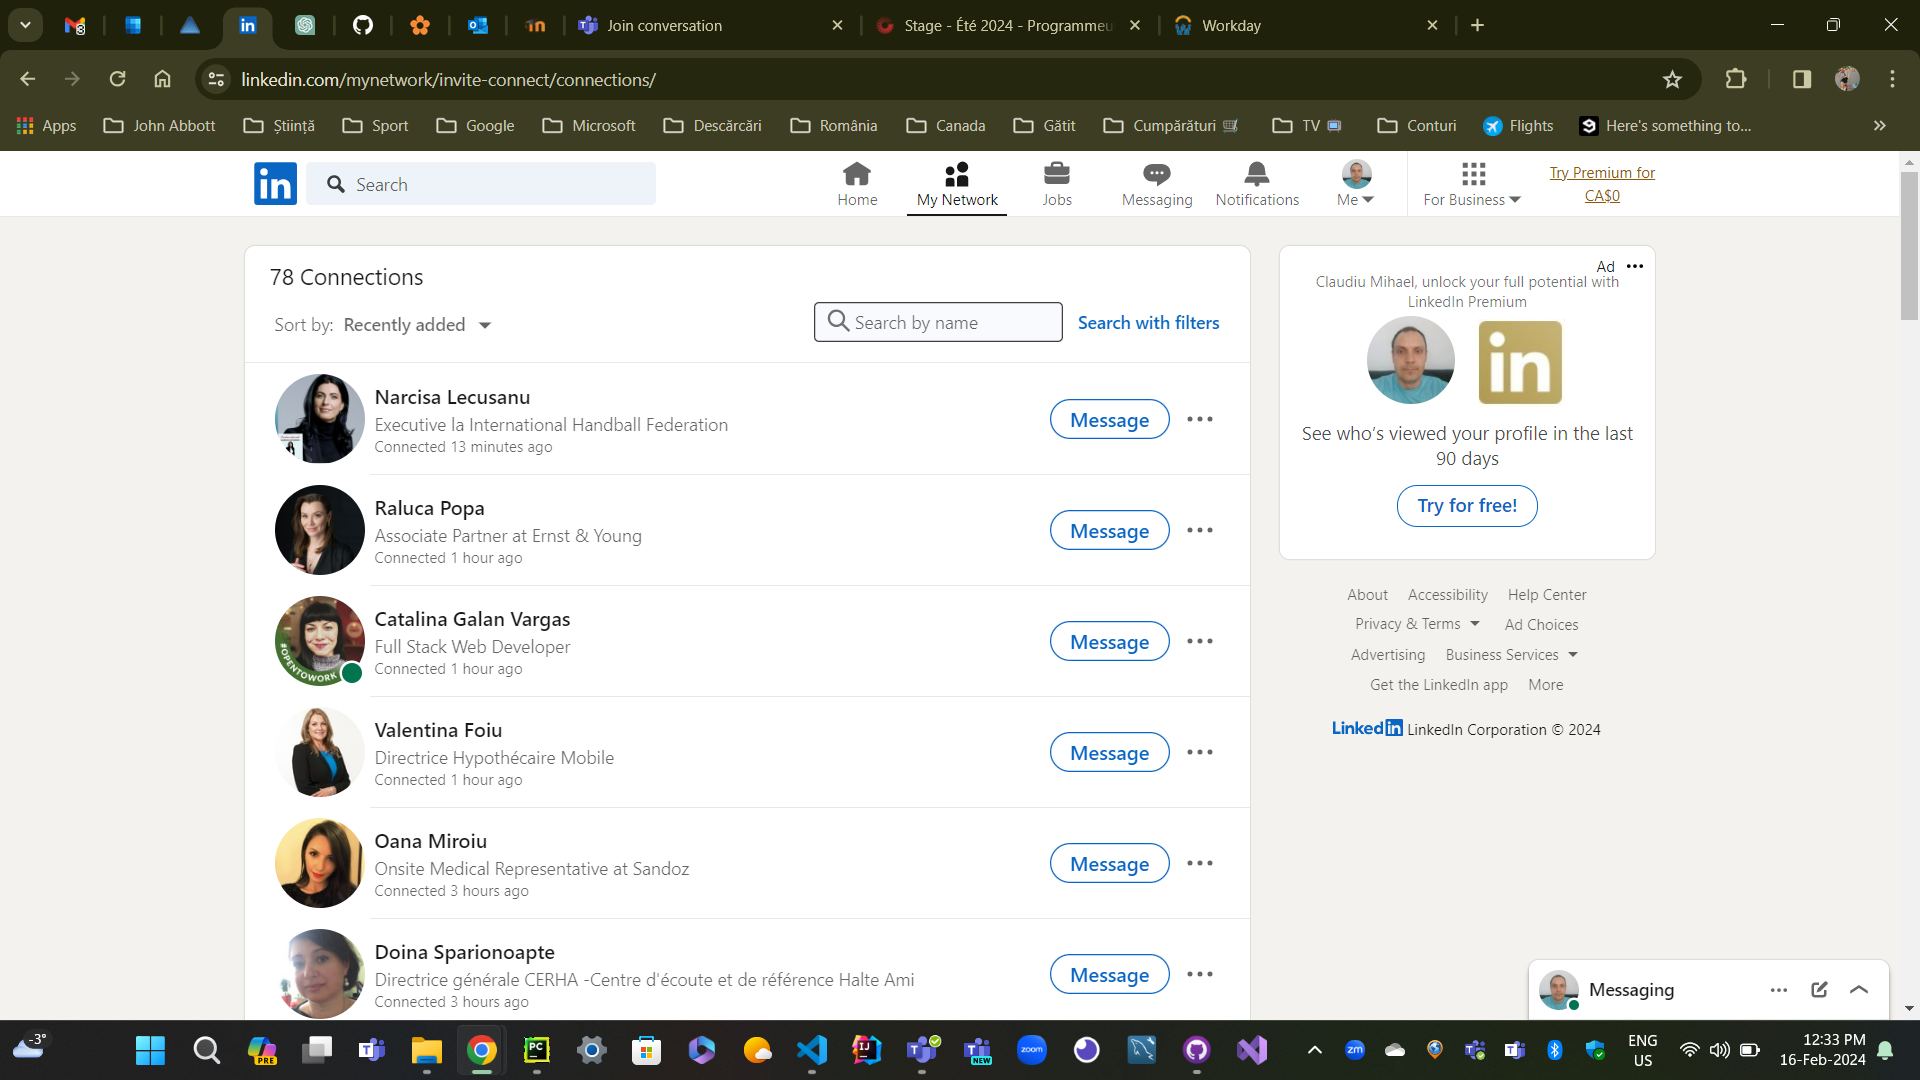 Join conversation
Stage - Été 2024 - Programmeu
Workday
linkedin.com/mynetwork/invite-connect/connections/
Apps
John Abbott
Știință
Sport
Google
Microsoft
Descărcări
România
Canada
Gătit
Cumpărături
TV
Conturi
Flights
Here's something to...
in
Search
Home
My Network
Jobs
Messaging
Notifications
Me
For Business
Try Premium for
CA$0
78 Connections
Sort by: Recently added
Search by name
Search with filters
Narcisa Lecusanu
Executive la International Handball Federation
Connected 13 minutes ago
Message
Raluca Popa
Associate Partner at Ernst & Young
Connected 1 hour ago
Message
#OPENTOWORK
Catalina Galan Vargas
Full Stack Web Developer
Connected 1 hour ago
Message
Valentina Foiu
Directrice Hypothécaire Mobile
Connected 1 hour ago
Message
Oana Miroiu
Onsite Medical Representative at Sandoz
Connected 3 hours ago
Message
Doina Sparionoapte
Directrice générale CERHA -Centre d'écoute et de référence Halte Ami
Connected 3 hours ago
Message
Ad
Claudiu Mihael, unlock your full potential with
LinkedIn Premium
in
See who's viewed your profile in the last
90 days
Try for free!
About Accessibility Help Center
Privacy & Terms Ad Choices
Advertising Business Services
Get the LinkedIn app More
LinkedIn LinkedIn Corporation © 2024
Messaging
-3°
PRE
PC
IJ
NEW
zoom
zm
ENG
US
12:33 PM
16-Feb-2024